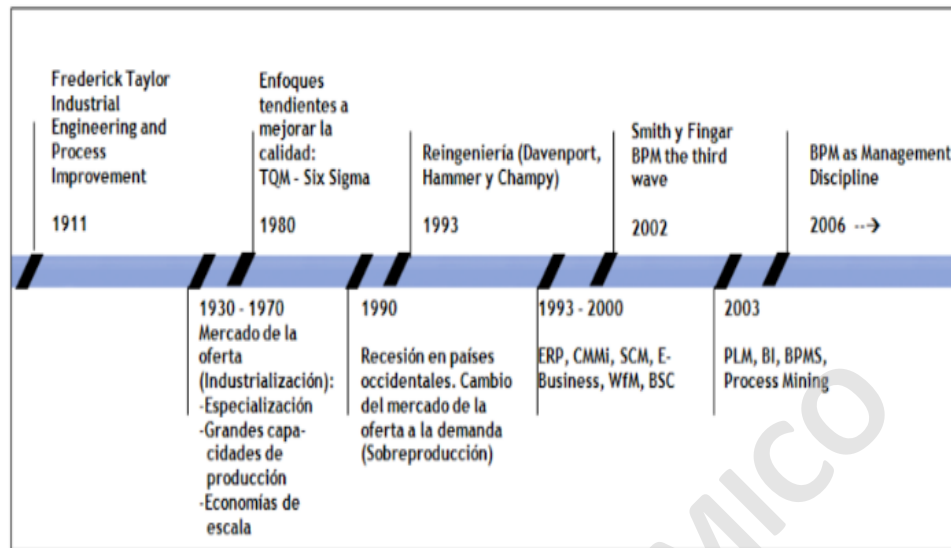 Frederick Taylor
Industrial
Engineering and
Process
Improvement
1911
1930 - 1970
Mercado de la
oferta
(Industrialización):
-Especialización
-Grandes capa-
cidades de
producción
-Economías de
escala
Enfoques
tendientes a
mejorar la
calidad:
TQM - Six Sigma
1980
1990
Recesión en países
occidentales. Cambio
del mercado de la
oferta a la demanda
(Sobreproducción)
Reingeniería (Davenport,
Hammer y Champy)
1993
1993 - 2000
ERP, CMMi, SCM, E-
Business, WfM, BSC
Smith y Fingar
BPM the third
wave
2002
2003
PLM, BI, BPMS,
Process Mining
BPM as Management
Discipline
2006 --→
MICO